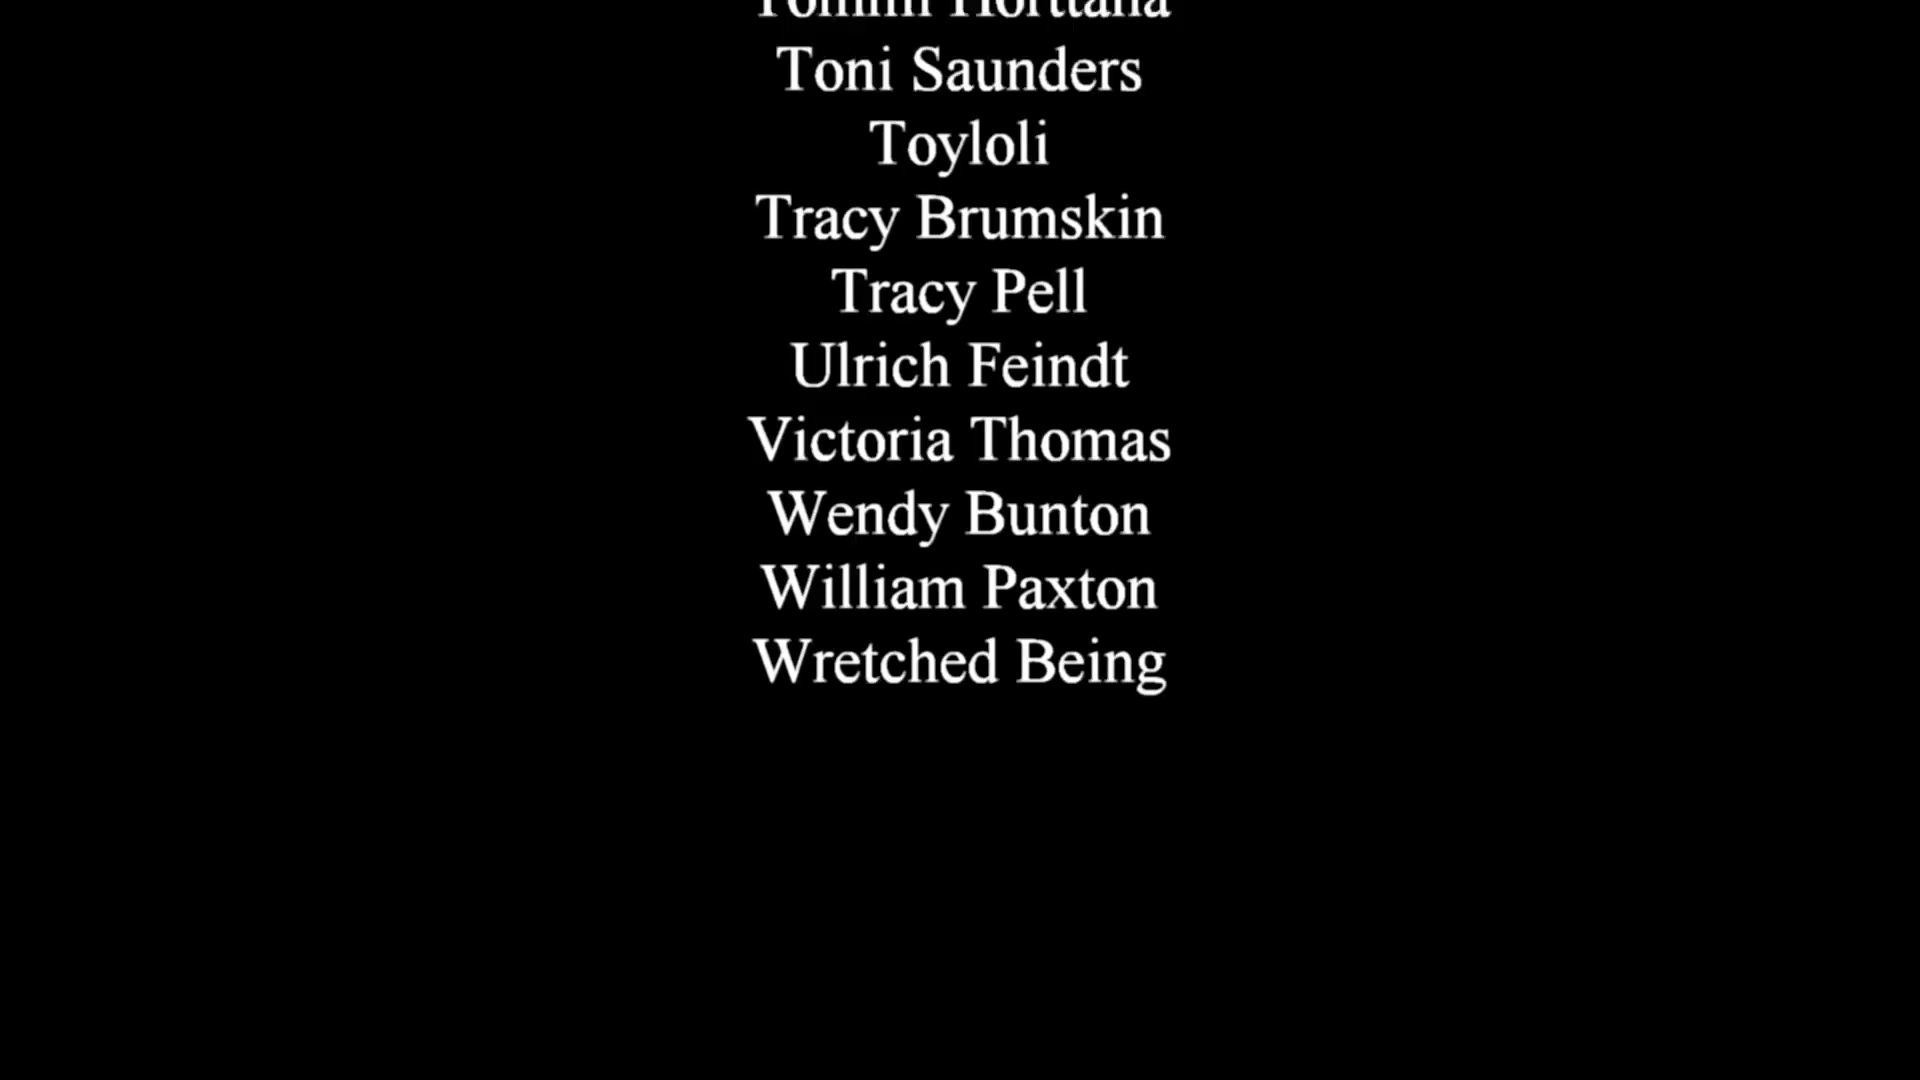 Toni Saunders
Toyloli
Tracy Brumskin
Tracy Pell
Ulrich Feindt
Victoria Thomas
Wendy Bunton
William Paxton
Wretched Being